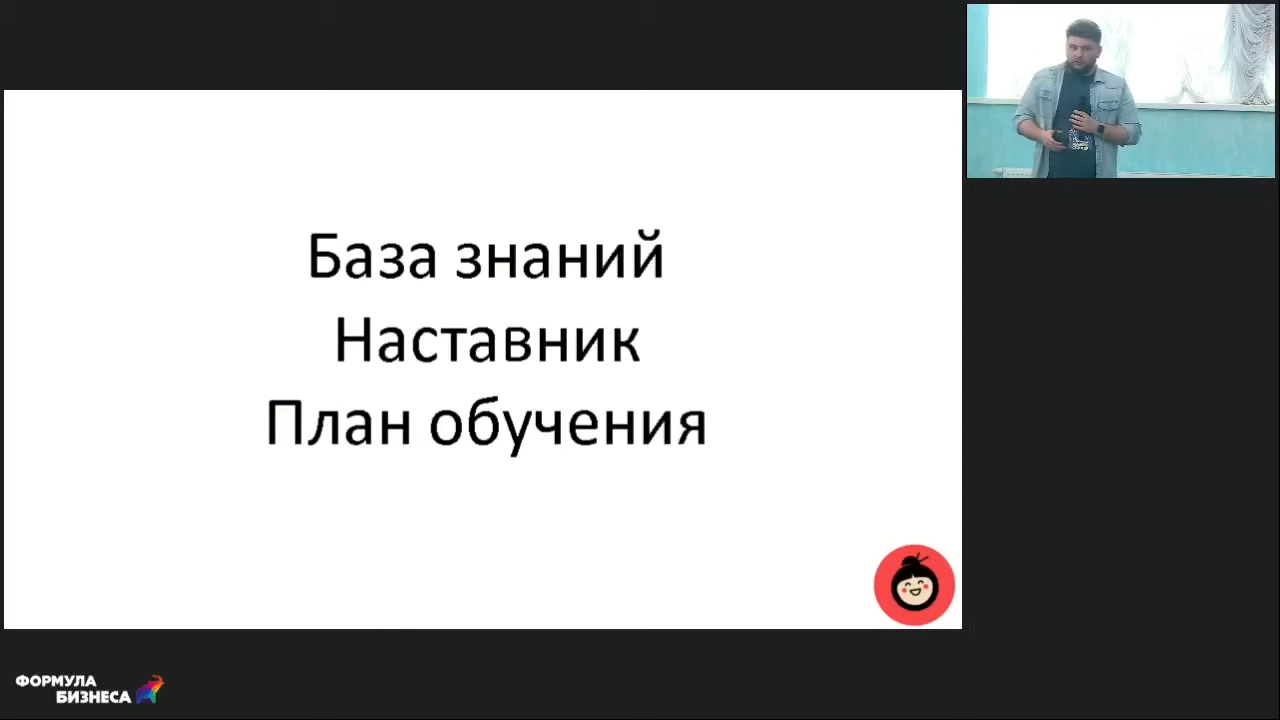 База знаний
Наставник
План обучения
ФОРМУЛА
БИЗНЕСА